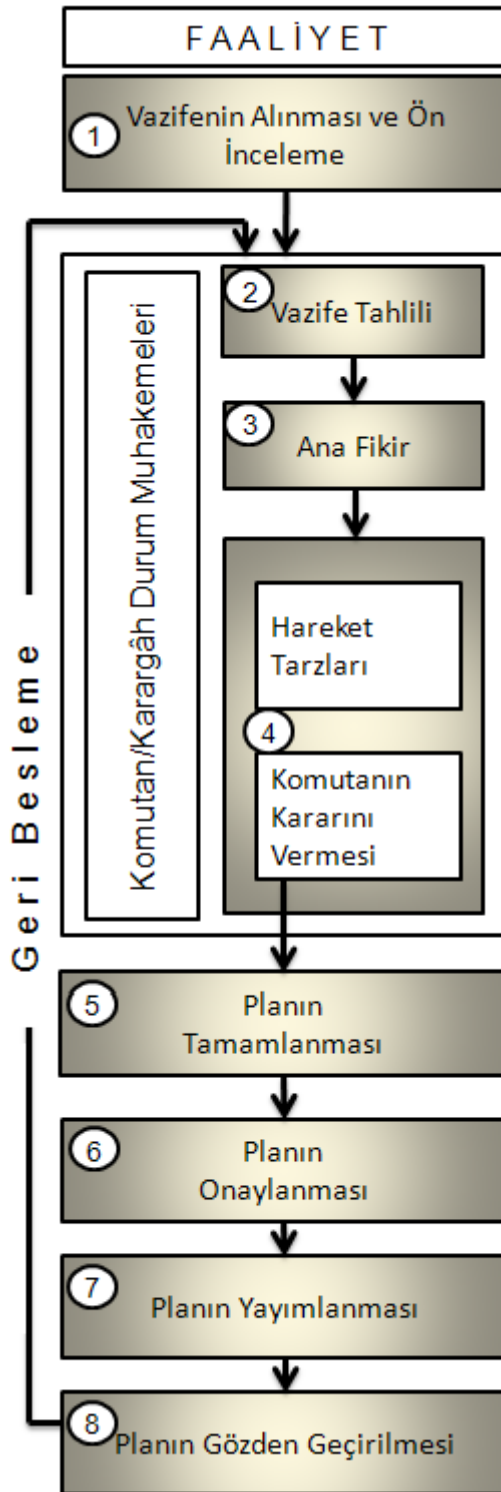 FAALİYET
1
Vazifenin Alınması ve Ön
İnceleme
Geri Besleme
Komutan/Karargâh Durum Muhakemeleri
2
Vazife Tahlili
3
Ana Fikir
Hareket
Tarzları
4
Komutanın
Kararını
Vermesi
5
Planın
Tamamlanması
6
Planın
Onaylanması
7
Planın Yayımlanması
8
Planın Gözden Geçirilmesi